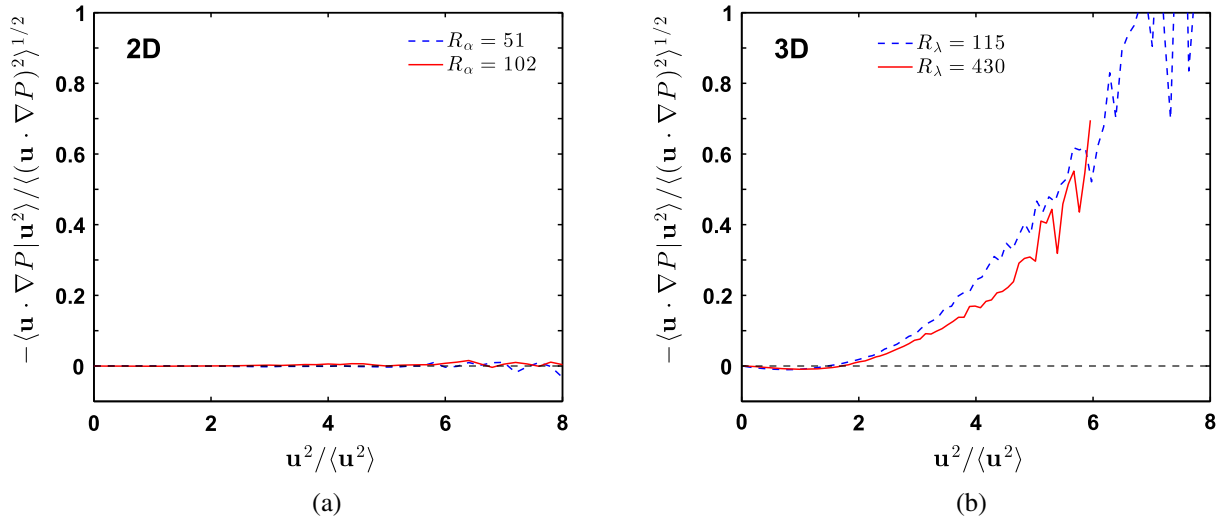 −⟨u · ∇P|u²⟩/⟨(u · ∇P)²⟩^{1/2}
1
0.8
0.6
0.4
0.2
0
2D
R_α = 51
R_α = 102
0 2 4 6 8
u²/⟨u²⟩
(a)
−⟨u · ∇P|u²⟩/⟨(u · ∇P)²⟩^{1/2}
1
0.8
0.6
0.4
0.2
0
3D
R_λ = 115
R_λ = 430
0 2 4 6 8
u²/⟨u²⟩
(b)